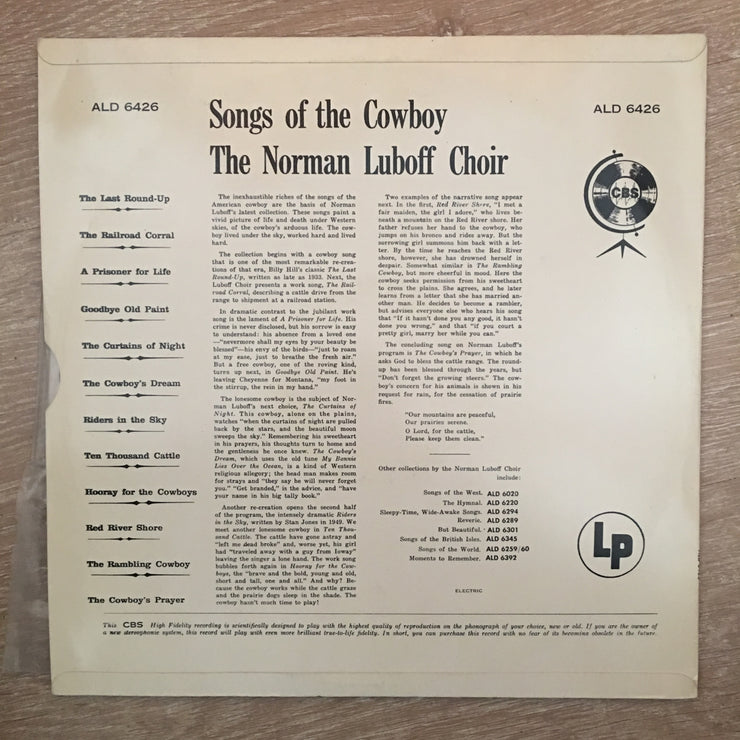 ALD 6426
ALD 6426
Songs of the Cowboy
The Norman Luboff Choir
CBS
The Last Round-Up
The Railroad Corral
A Prisoner for Life
Goodbye Old Paint
The Curtains of Night
The Cowboy's Dream
Riders in the Sky
Ten Thousand Cattle
Hooray for the Cowboys
Red River Shore
The Rambling Cowboy
The Cowboy's Prayer
The inexhaustible riches of the songs of the
American cowboy are the basis of Norman
Luboff's latest collection. These songs paint a
vivid picture of life and death under Western
skies, of the cowboy's arduous life. The cow-
boy lived under the sky, worked hard and lived
hard.
The collection begins with a cowboy song
that is one of the most remarkable re-crea-
tions of that era, Billy Hill's classic The Last
Round-Up, written as late as 1933. Next, the
Luboff Choir presents a work song, The Rail-
road Corral, describing a cattle drive from the
range to shipment at a railroad station.
In dramatic contrast to the jubilant work
song is the lament of A Prisoner for Life. His
crime is never disclosed, but his sorrow is easy
to understand: his absence from a loved one
—"nevermore shall my eyes by your beauty be
blessed"—his envy of the birds—"just to roam
at my ease, just to breathe the fresh air."
But a free cowboy, one of the roving kind,
turns up next, in Goodbye Old Paint. He's
leaving Cheyenne for Montana, "my foot in
the stirrup, the rein in my hand."
The lonesome cowboy is the subject of Nor-
man Luboff's next choice, The Curtains of
Night. This cowboy, alone on the plains,
watches "when the curtains of night are pulled
back by the stars, and the beautiful moon
sweeps the sky." Remembering his sweetheart
in his prayers, his thoughts turn to home and
the gentleness he once knew. The Cowboy's
Dream, which uses the old tune My Bonnie
Lies Over the Ocean, is a kind of Western
religious allegory; the head man makes room
for strays and "they say he will never forget
you." "Get branded," is the advice, and "have
your name in his big tally book."
Another re-creation opens the second half
of the program, the intensely dramatic Riders
in the Sky, written by Stan Jones in 1949. We
meet another lonesome cowboy in Ten Thou-
sand Cattle. The cattle have gone astray and
"left me dead broke" and, worse yet, his girl
had "traveled away with a guy from Ioway"
leaving the singer a lone hand. The work song
bubbles forth again in Hooray for the Cow-
boys, the "brave and the bold, young and old,
short and tall, one and all." And why? Be-
cause the cowboy works while the cattle graze
and the prairie dogs sleep in the shade. The
cowboy hasn't much time to play!
Two examples of the narrative song appear
next. In the first, Red River Shore, "I met a
fair maiden, the girl I adore," who lives be-
neath a mountain on the Red River shore. Her
father refuses her hand to the cowboy, who
jumps on his bronco and rides away. But the
sorrowing girl summons him back with a let-
ter. By the time he reaches the Red River
shore, however, she has drowned herself in
despair. Somewhat similar is The Rambling
Cowboy, but more cheerful in mood. Here the
cowboy seeks permission from his sweetheart
to cross the plains. She agrees, and he later
learns from a letter that she has married an-
other man. He decides to become a rambler,
but advises everyone else who hears his song
that "If it hasn't done you any good, it hasn't
done you wrong," and that "if you court a
pretty girl, marry her while you can."
The concluding song on Norman Luboff's
program is The Cowboy's Prayer, in which he
asks God to bless the cattle range. The round-
up has been blessed through the years, but
"Don't forget the growing steers." The cow-
boy's concern for his animals is shown in his
request for rain, for the cessation of prairie
fires.
"Our mountains are peaceful,
Our prairies serene.
O Lord, for the cattle,
Please keep them clean."
Other collections by the Norman Luboff Choir
include:
Songs of the West. ALD 6020
The Hymnal. ALD 6220
Sleepy-Time, Wide-Awake Songs. ALD 6294
Reverie. ALD 6289
But Beautiful. ALD 6301
Songs of the British Isles. ALD 6345
Songs of the World. ALD 6259/60
Moments to Remember. ALD 6392
ELECTRIC
Lp
This CBS High Fidelity recording is scientifically designed to play with the highest quality of reproduction on the phonograph of your choice, new or old. If you are the owner of
a new stereophonic system, this record will play with even more brilliant true-to-life fidelity. In short, you can purchase this record with no fear of its becoming obsolete in the future.